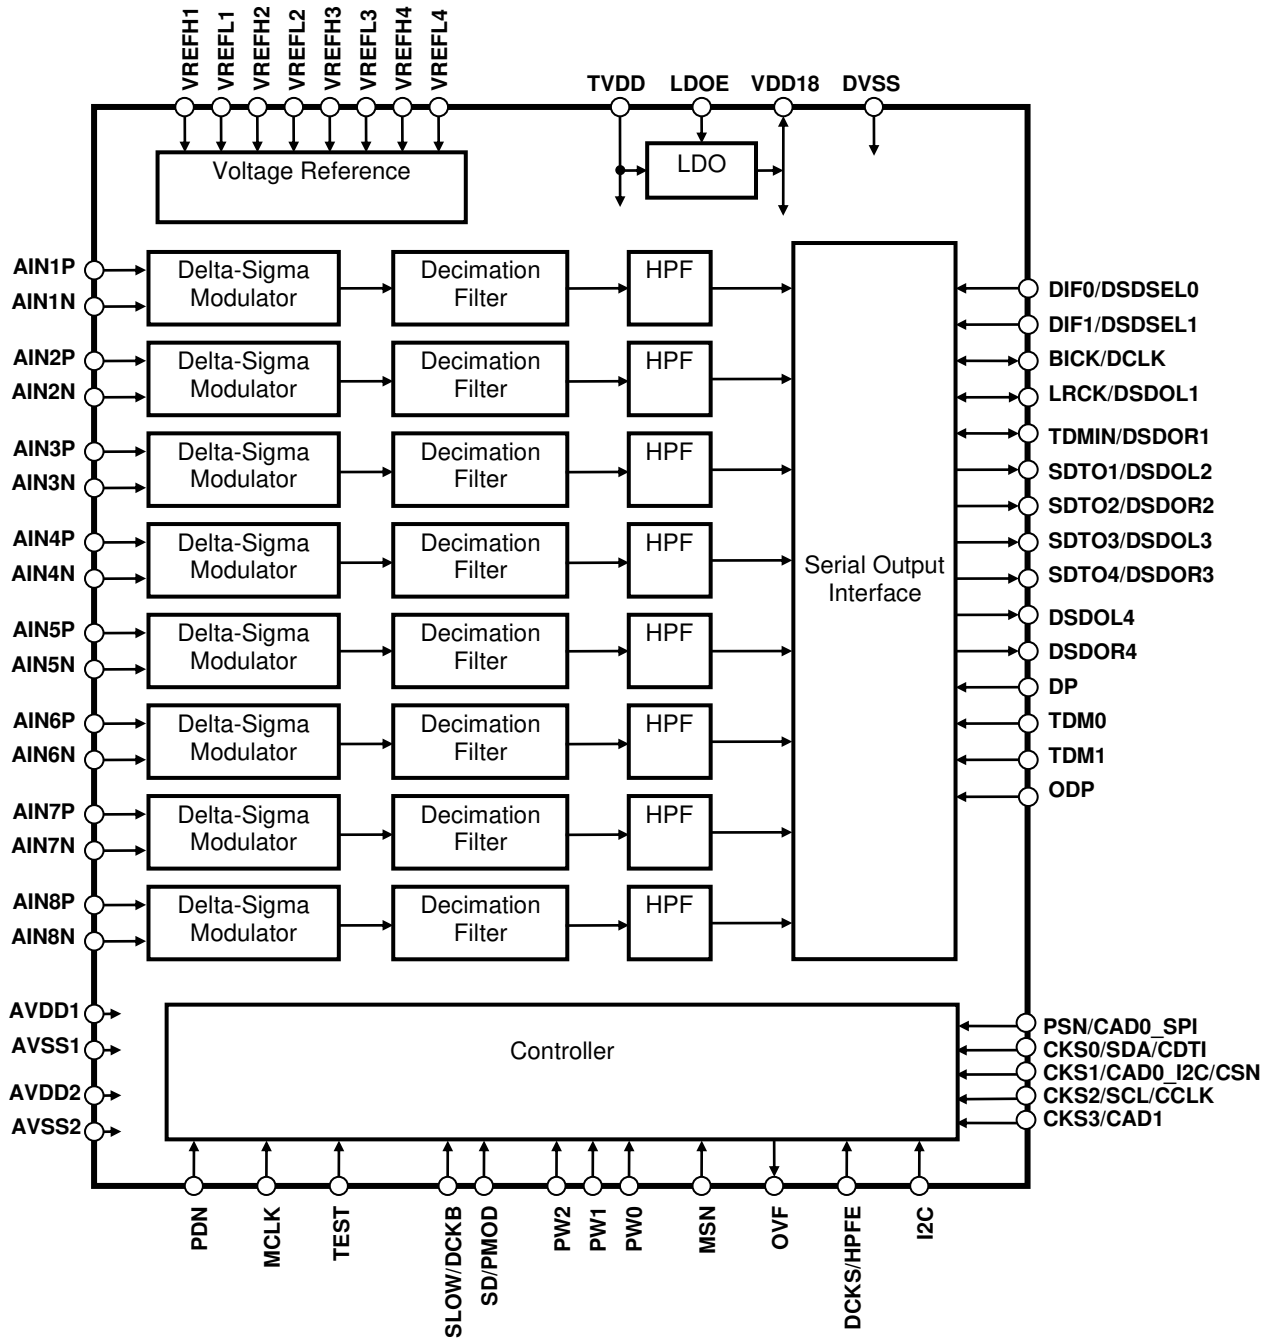 VREFH1
VREFL1
VREFH2
VREFL2
VREFH3
VREFL3
VREFH4
VREFL4
TVDD
LDOE
VDD18
DVSS
Voltage Reference
LDO
AIN1P
AIN1N
Delta-Sigma
Modulator
Decimation
Filter
HPF
AIN2P
AIN2N
Delta-Sigma
Modulator
Decimation
Filter
HPF
AIN3P
AIN3N
Delta-Sigma
Modulator
Decimation
Filter
HPF
AIN4P
AIN4N
Delta-Sigma
Modulator
Decimation
Filter
HPF
AIN5P
AIN5N
Delta-Sigma
Modulator
Decimation
Filter
HPF
AIN6P
AIN6N
Delta-Sigma
Modulator
Decimation
Filter
HPF
AIN7P
AIN7N
Delta-Sigma
Modulator
Decimation
Filter
HPF
AIN8P
AIN8N
Delta-Sigma
Modulator
Decimation
Filter
HPF
Serial Output
Interface
DIF0/DSDSEL0
DIF1/DSDSEL1
BICK/DCLK
LRCK/DSDOL1
TDMIN/DSDOR1
SDTO1/DSDOL2
SDTO2/DSDOR2
SDTO3/DSDOL3
SDTO4/DSDOR3
DSDOL4
DSDOR4
DP
TDM0
TDM1
ODP
AVDD1
AVSS1
AVDD2
AVSS2
Controller
PSN/CAD0_SPI
CKS0/SDA/CDTI
CKS1/CAD0_I2C/CSN
CKS2/SCL/CCLK
CKS3/CAD1
PDN
MCLK
TEST
SLOW/DCKB
SD/PMOD
PW2
PW1
PW0
MSN
OVF
DCKS/HPFE
I2C